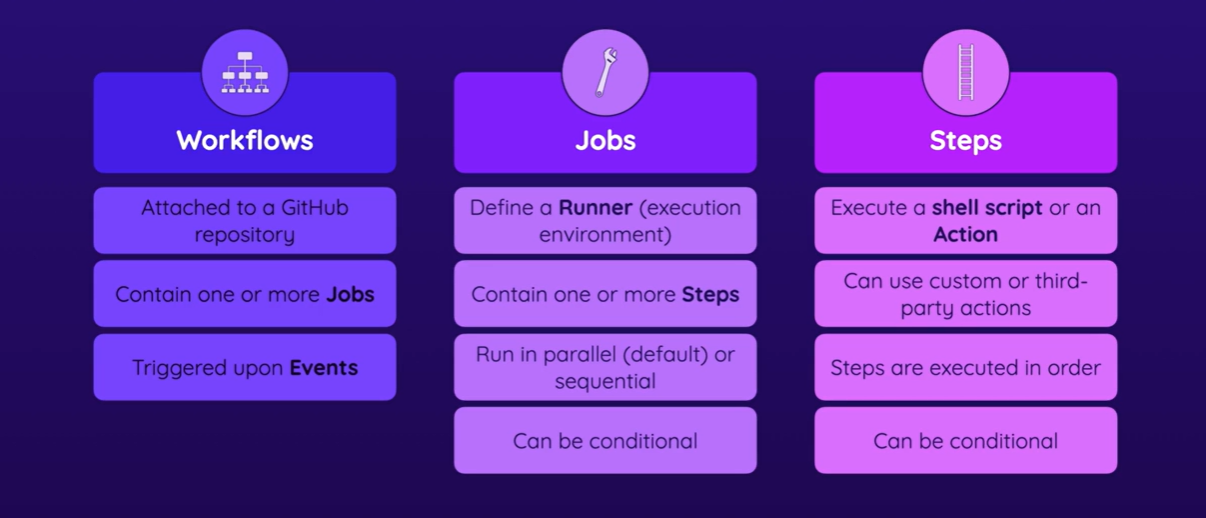 Workflows
Attached to a GitHub
repository
Contain one or more Jobs
Triggered upon Events
Jobs
Define a Runner (execution
environment)
Contain one or more Steps
Run in parallel (default) or
sequential
Can be conditional
Steps
Execute a shell script or an
Action
Can use custom or third-
party actions
Steps are executed in order
Can be conditional